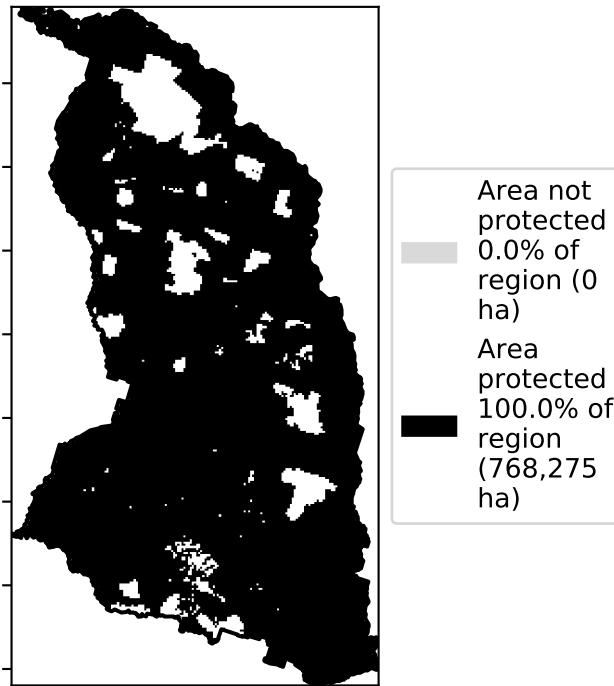 Area not
protected
0.0% of
region (0
ha)
Area
protected
100.0% of
region
(768,275
ha)